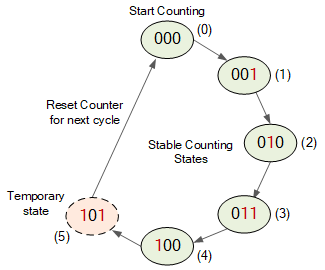 Start Counting
000
(0)
001
(1)
Reset Counter
for next cycle
010
(2)
Stable Counting
States
Temporary
state
101
(5)
011
(3)
100
(4)